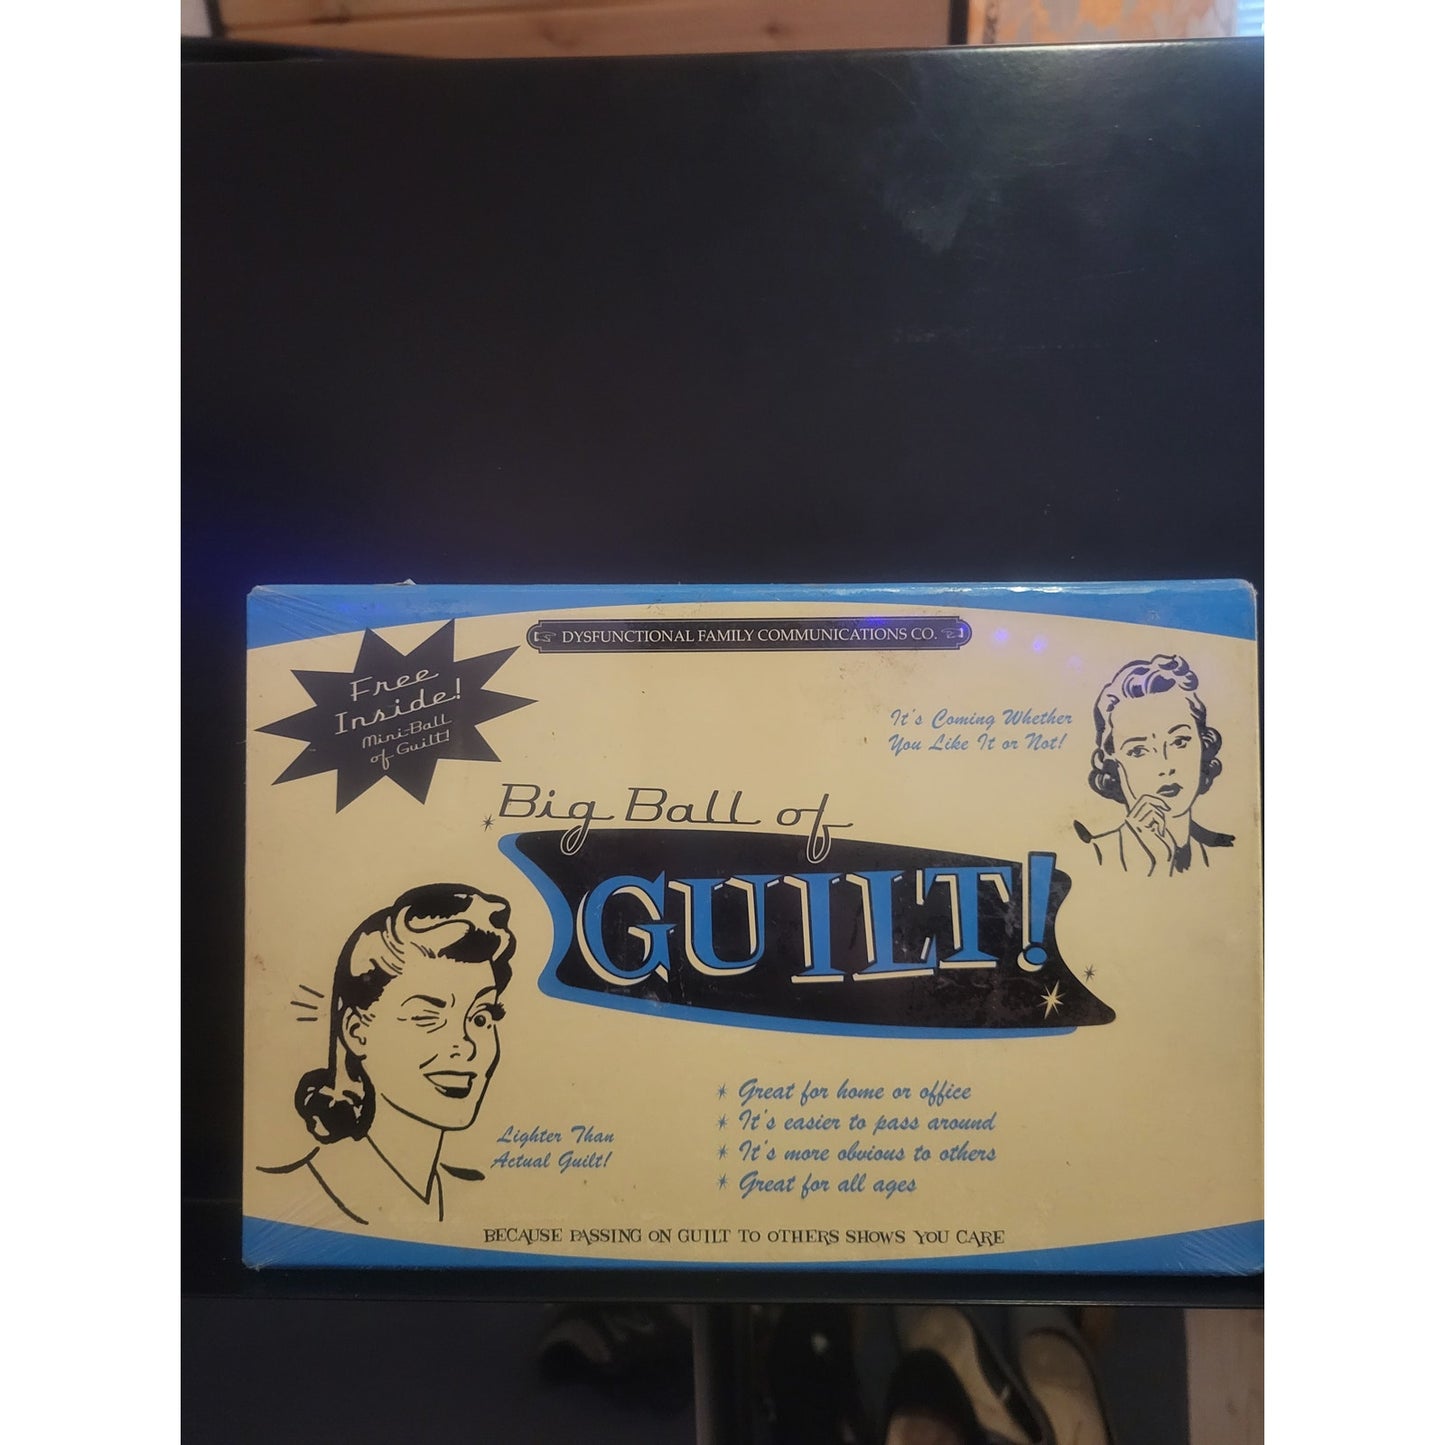 DYSFUNCTIONAL FAMILY COMMUNICATIONS CO.
Free
Inside!
Mini-Ball
of Guilt!
It's Coming Whether
You Like It or Not!
Big Ball of
GUILT!
Lighter Than
Actual Guilt!
Great for home or office
It's easier to pass around
It's more obvious to others
Great for all ages
BECAUSE PASSING ON GUILT TO OTHERS SHOWS YOU CARE